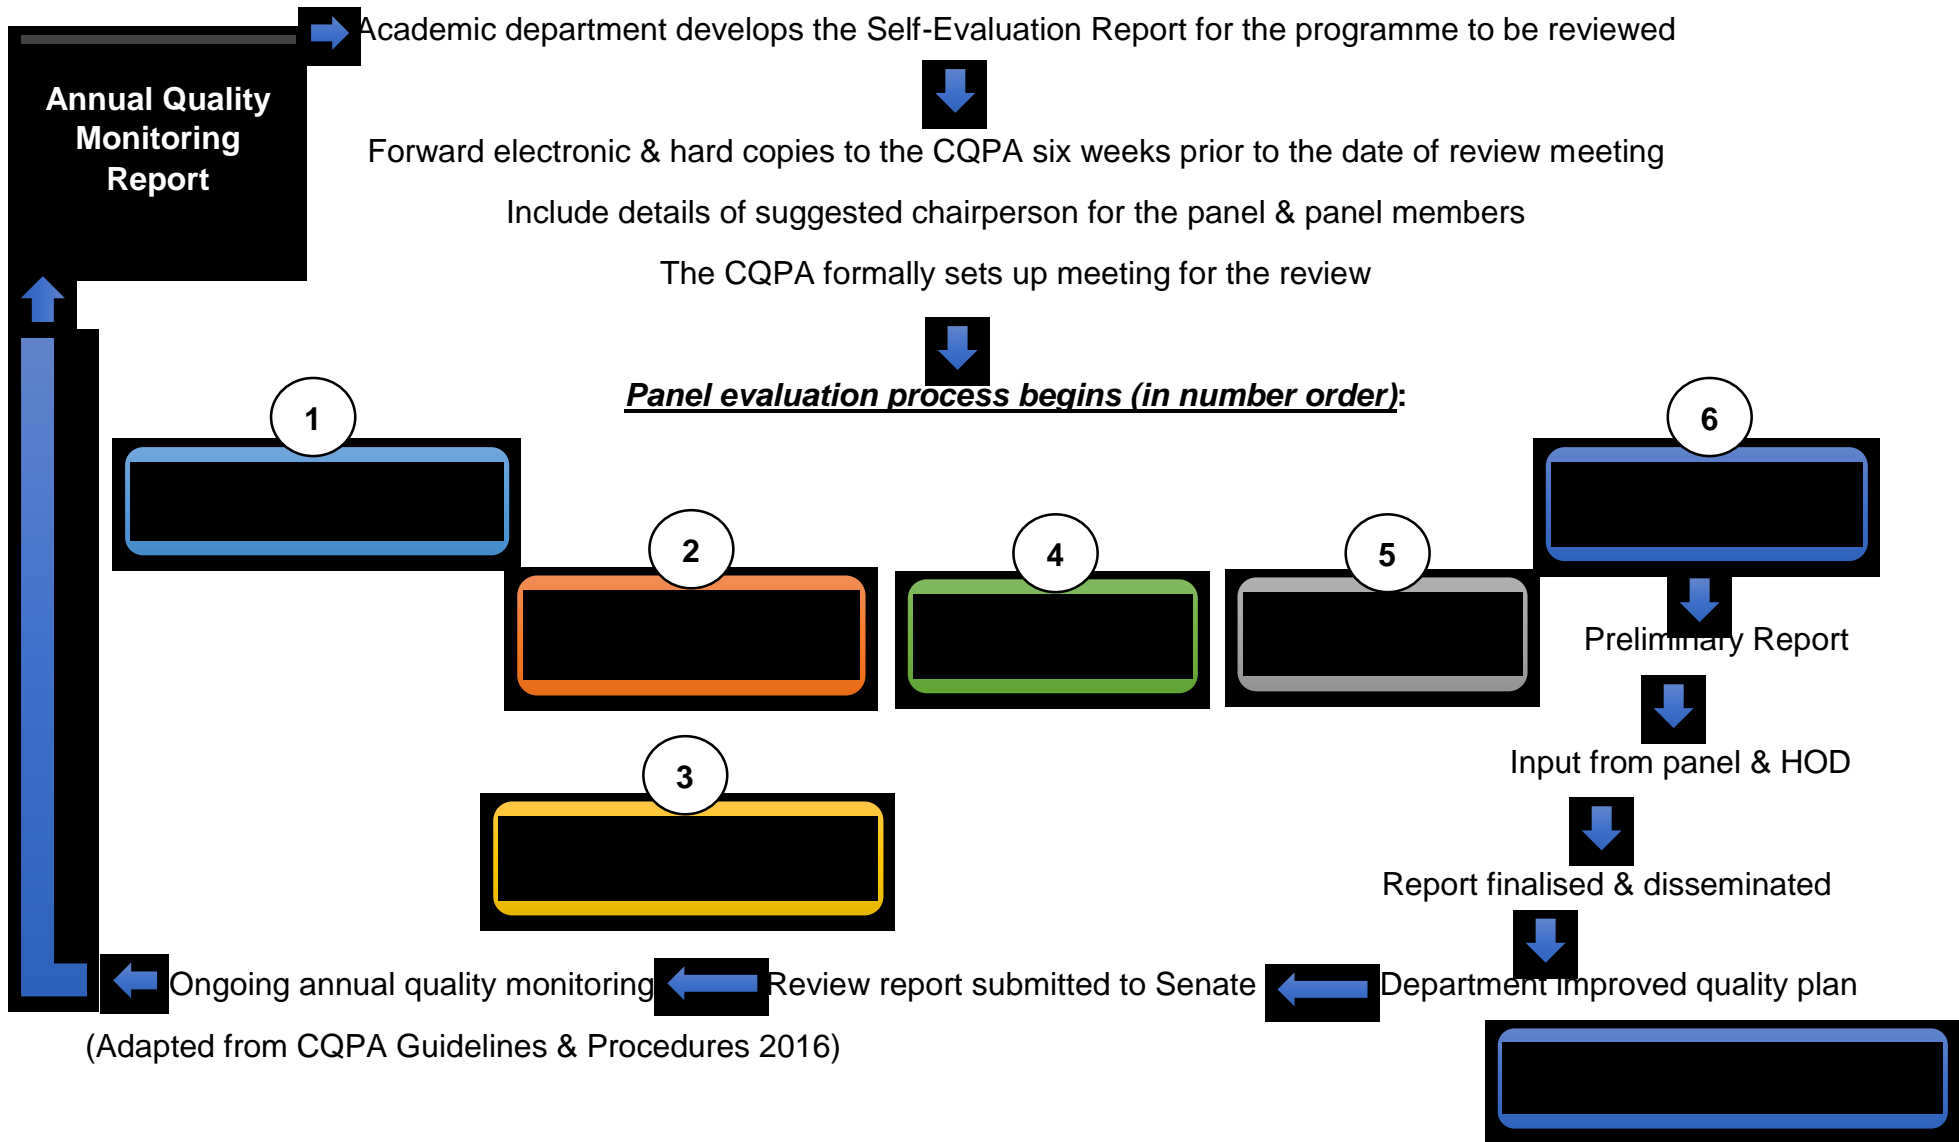 Academic department develops the Self-Evaluation Report for the programme to be reviewed
Annual Quality
Monitoring
Report
Forward electronic & hard copies to the CQPA six weeks prior to the date of review meeting
Include details of suggested chairperson for the panel & panel members
The CQPA formally sets up meeting for the review
Panel evaluation process begins (in number order):
1
6
2
4
5
Preliminary Report
3
Input from panel & HOD
Report finalised & disseminated
Ongoing annual quality monitoring
Review report submitted to Senate
Department improved quality plan
(Adapted from CQPA Guidelines & Procedures 2016)